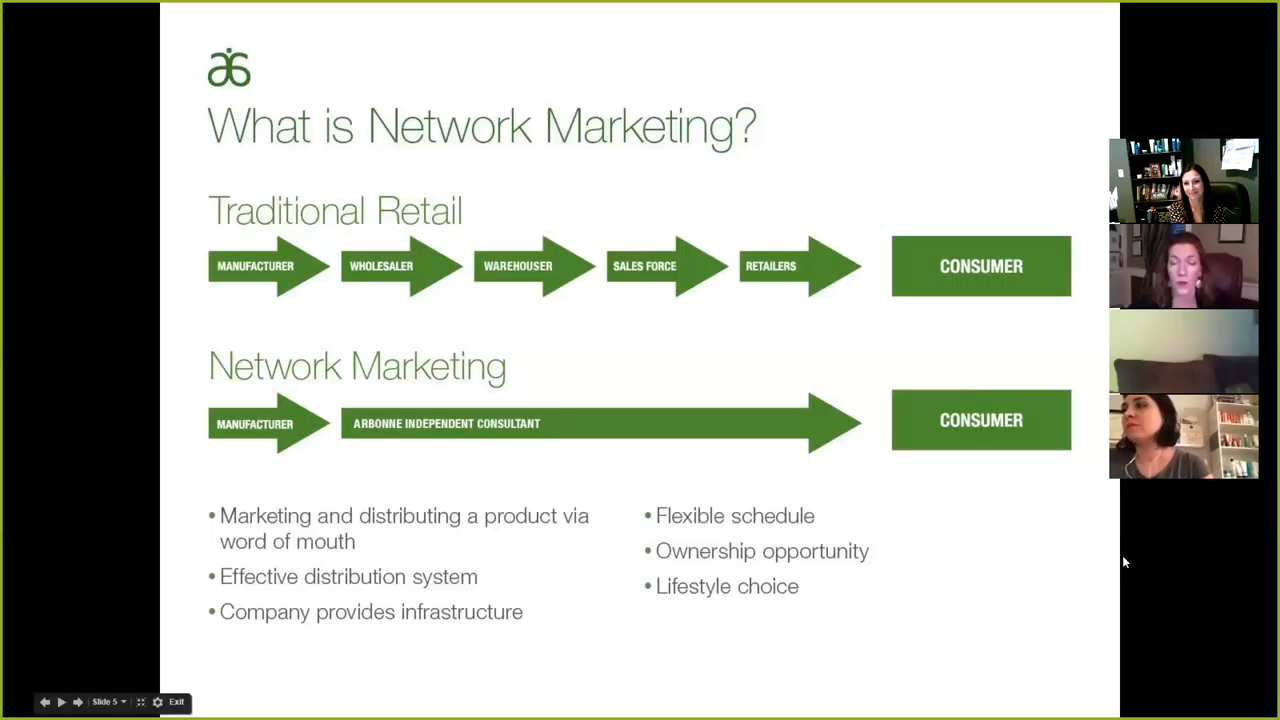 What is Network Marketing?
Traditional Retail
MANUFACTURER
WHOLESALER
WAREHOUSER
SALES FORCE
RETAILERS
CONSUMER
Network Marketing
MANUFACTURER
ARBONNE INDEPENDENT CONSULTANT
CONSUMER
• Marketing and distributing a product via
word of mouth
• Effective distribution system
• Company provides infrastructure
• Flexible schedule
• Ownership opportunity
• Lifestyle choice
Slide 5
Exit